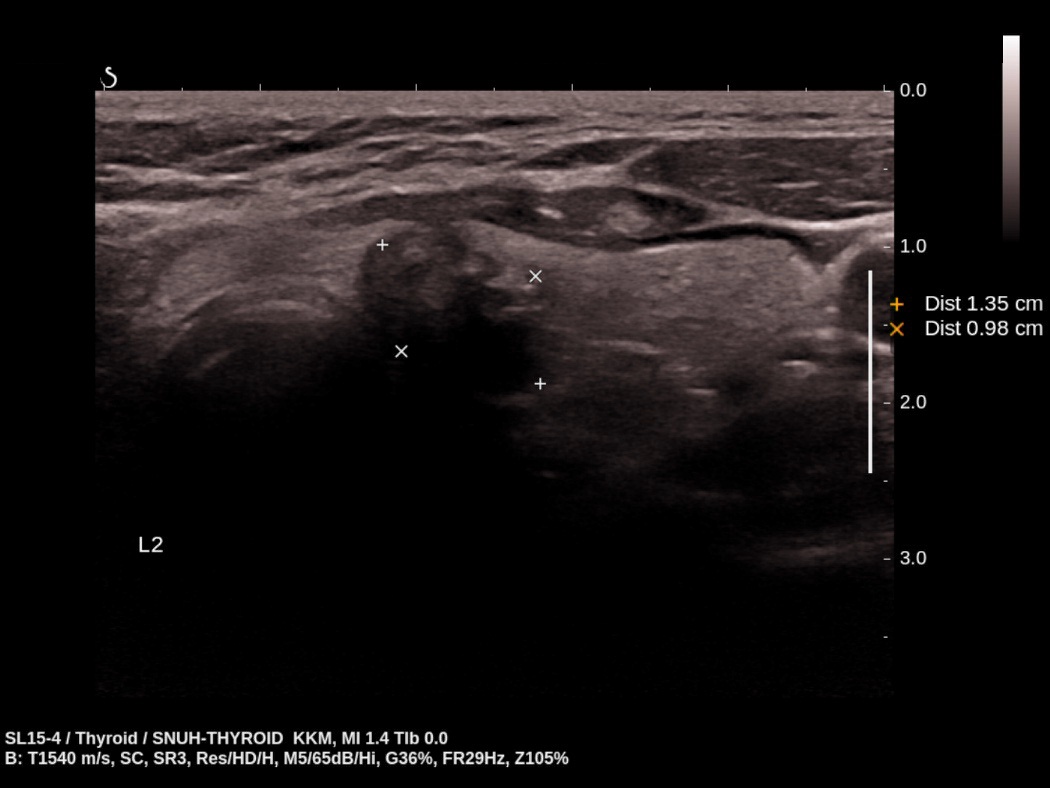 S
0.0
1.0
Dist 1.35 cm
Dist 0.98 cm
2.0
L2
3.0
SL15-4 / Thyroid / SNUH-THYROID KKM, MI 1.4 TIb 0.0
B: T1540 m/s, SC, SR3, Res/HD/H, M5/65dB/Hi, G36%, FR29Hz, Z105%